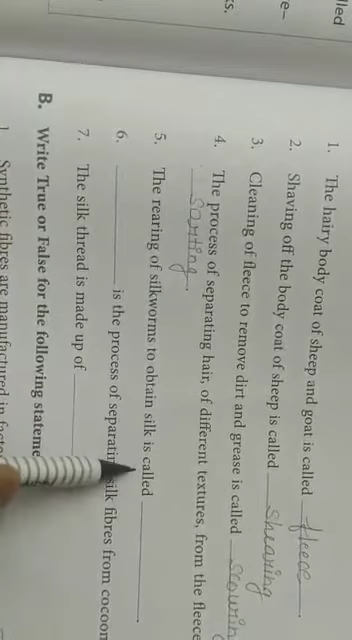 lled
e-
s.
1. The hairy body coat of sheep and goat is called fleece.
2. Shaving off the body coat of sheep is called shearing
3. Cleaning of fleece to remove dirt and grease is called scourin
4. The process of separating hair, of different textures, from the fleece
sorting.
5. The rearing of silkworms to obtain silk is called
6. is the process of separatin silk fibres from cocoon
7. The silk thread is made up of
B. Write True or False for the following stateme
1. Synthetic fibres are manufactured in